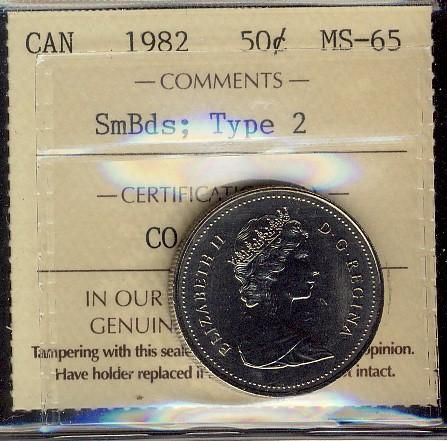 CAN 1982 50¢ MS-65
— COMMENTS —
SmBds; Type 2
— CERTIFICATI
CO
IN OUR
GENUIN
Tampering with this seale opinion.
Have holder replaced if intact.
ELIZABETH II D·G·REGINA